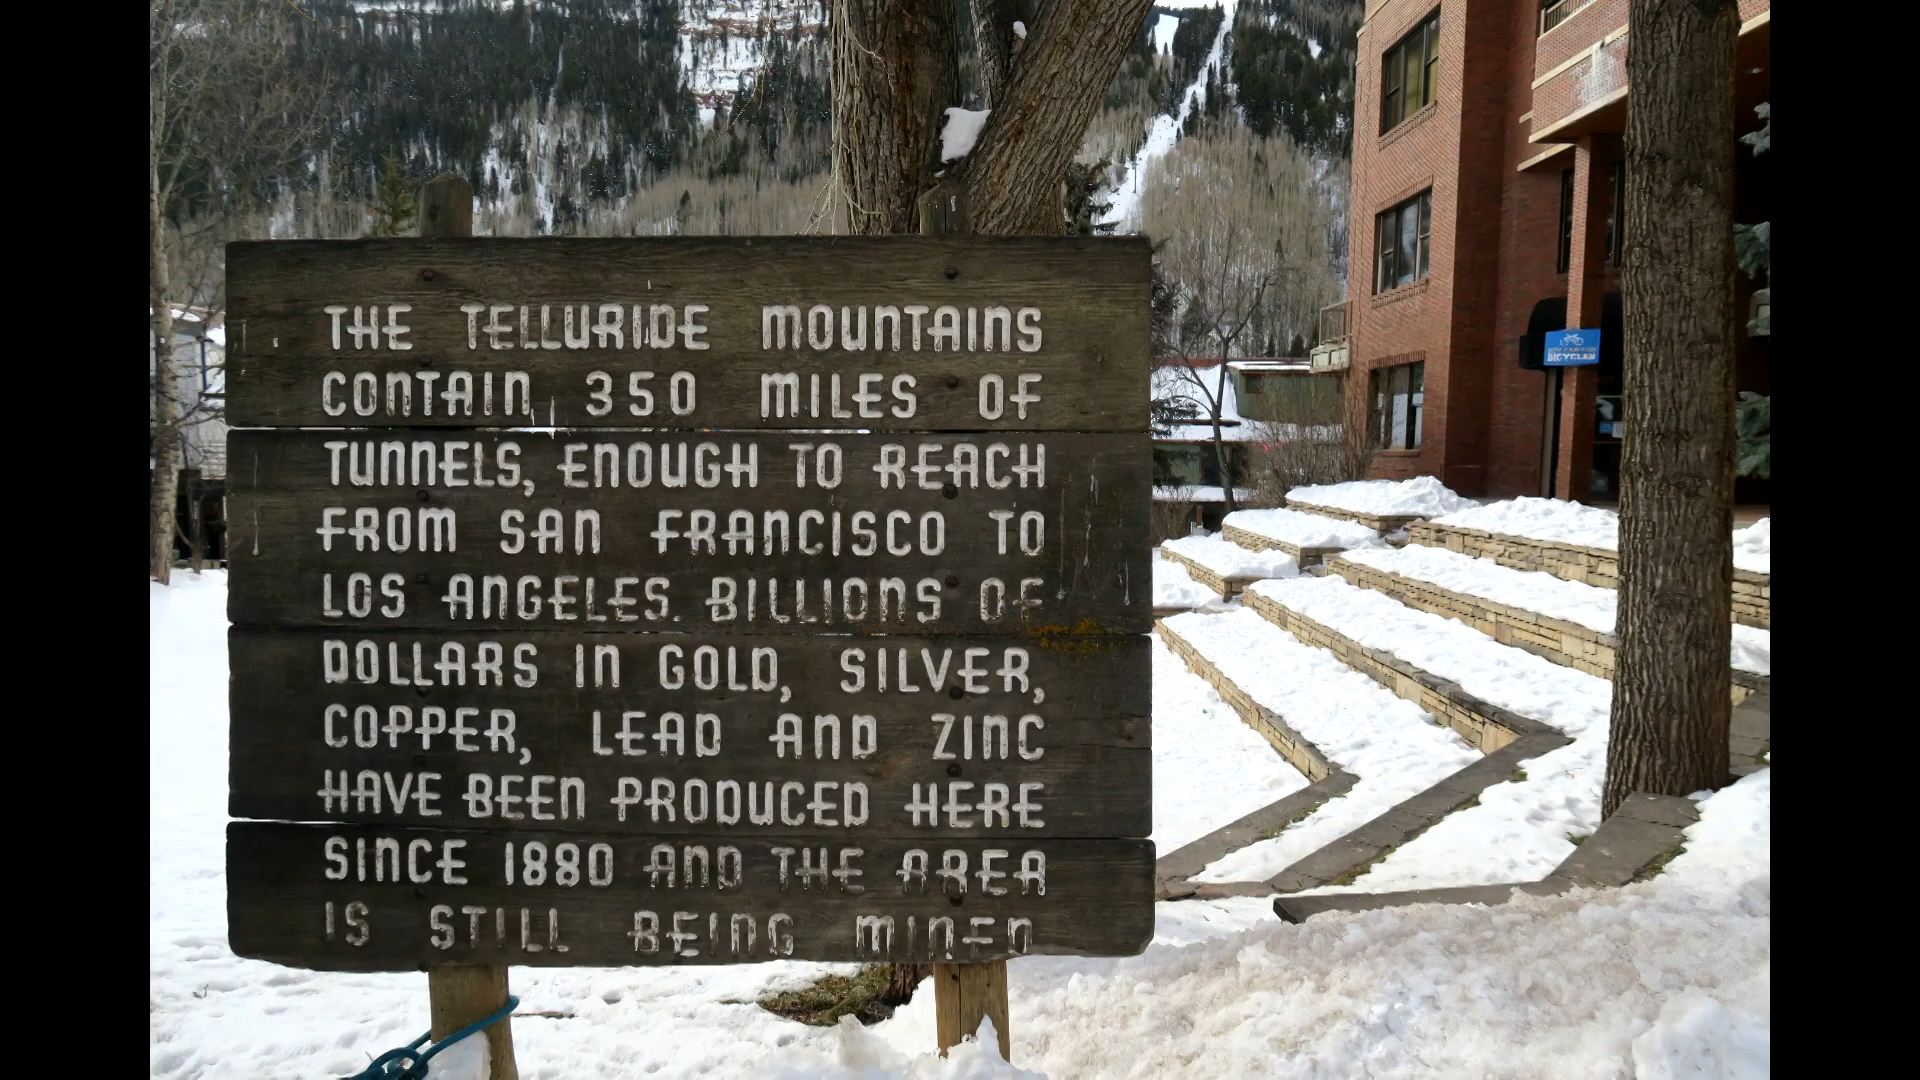 THE TELLURIDE MOUNTAINS
CONTAIN 350 MILES OF
TUNNELS, ENOUGH TO REACH
FROM SAN FRANCISCO TO
LOS ANGELES. BILLIONS OF
DOLLARS IN GOLD, SILVER,
COPPER, LEAD AND ZINC
HAVE BEEN PRODUCED HERE
SINCE 1880 AND THE AREA
IS STILL BEING MINED
BICYCLES